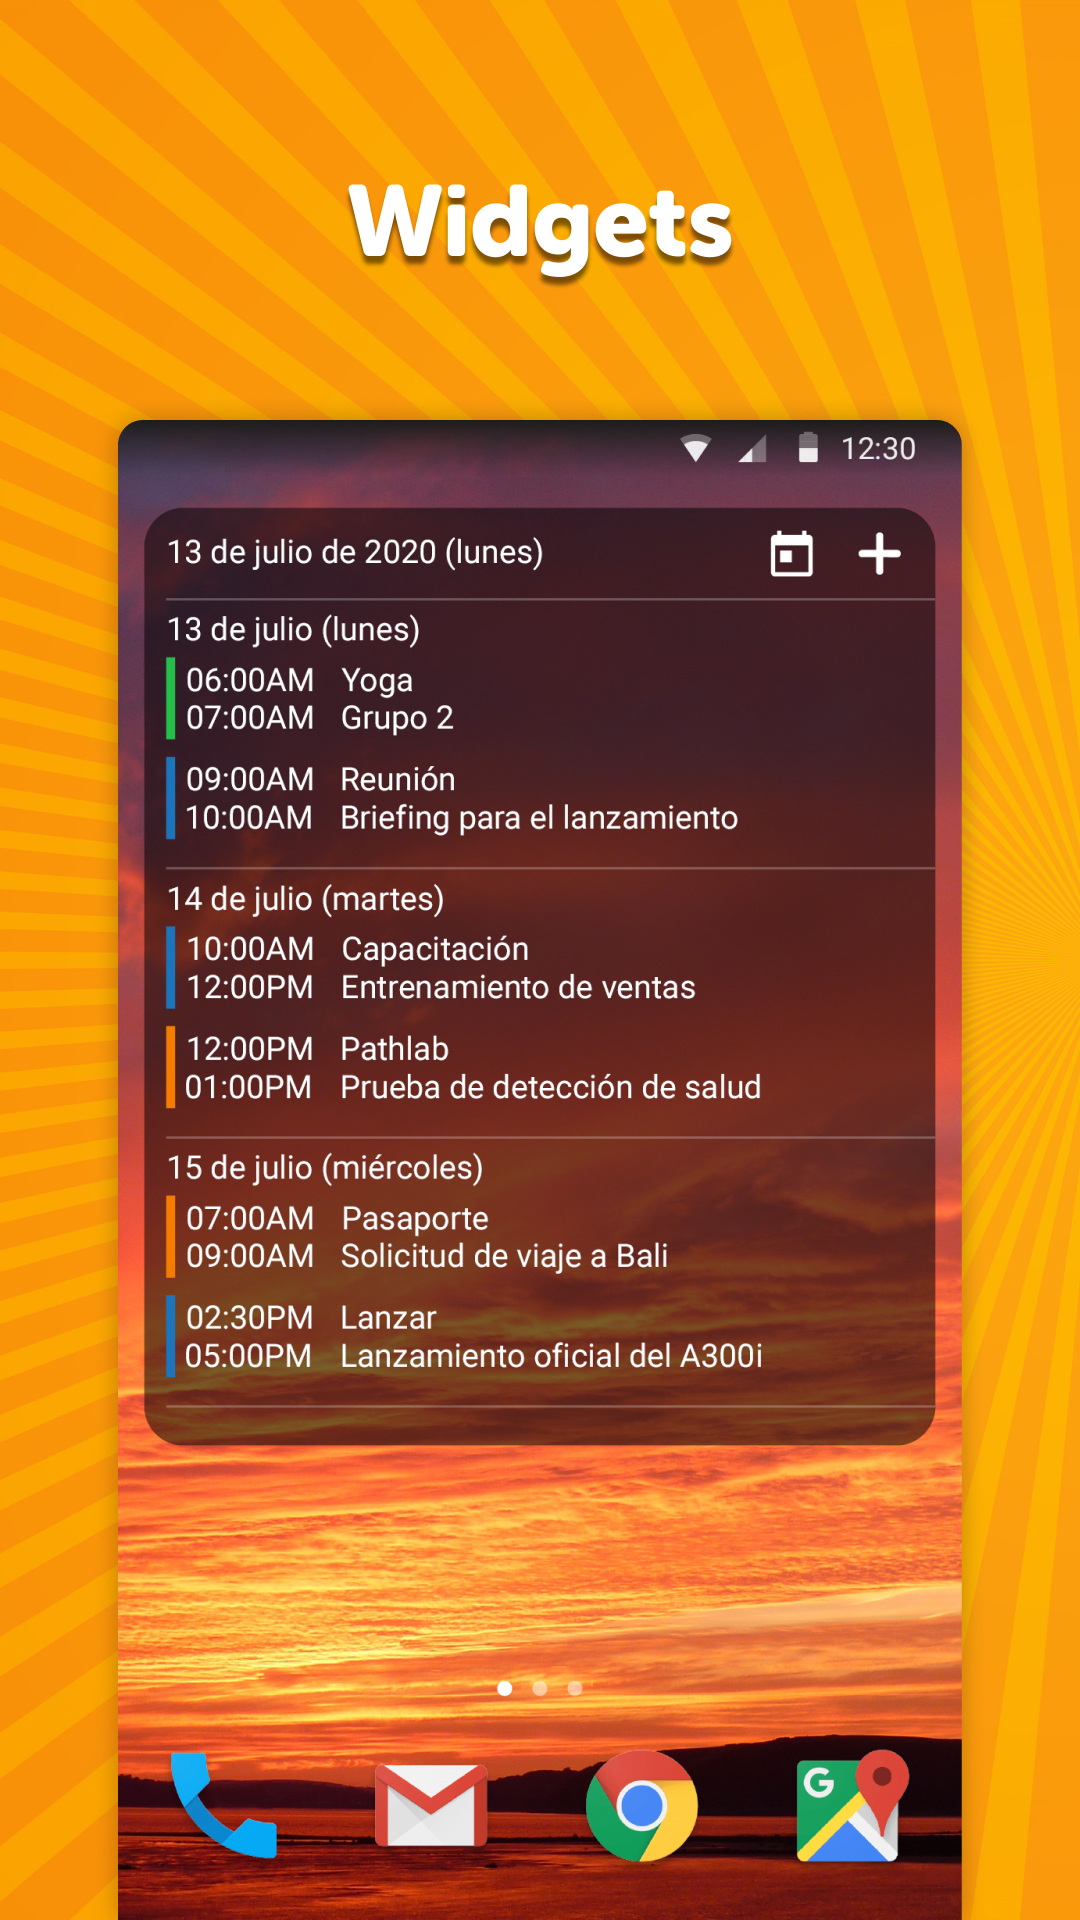 Widgets
12:30
13 de julio de 2020 (lunes)
13 de julio (lunes)
06:00AM Yoga
07:00AM Grupo 2
09:00AM Reunión
10:00AM Briefing para el lanzamiento
14 de julio (martes)
10:00AM Capacitación
12:00PM Entrenamiento de ventas
12:00PM Pathlab
01:00PM Prueba de detección de salud
15 de julio (miércoles)
07:00AM Pasaporte
09:00AM Solicitud de viaje a Bali
02:30PM Lanzar
05:00PM Lanzamiento oficial del A300i
G